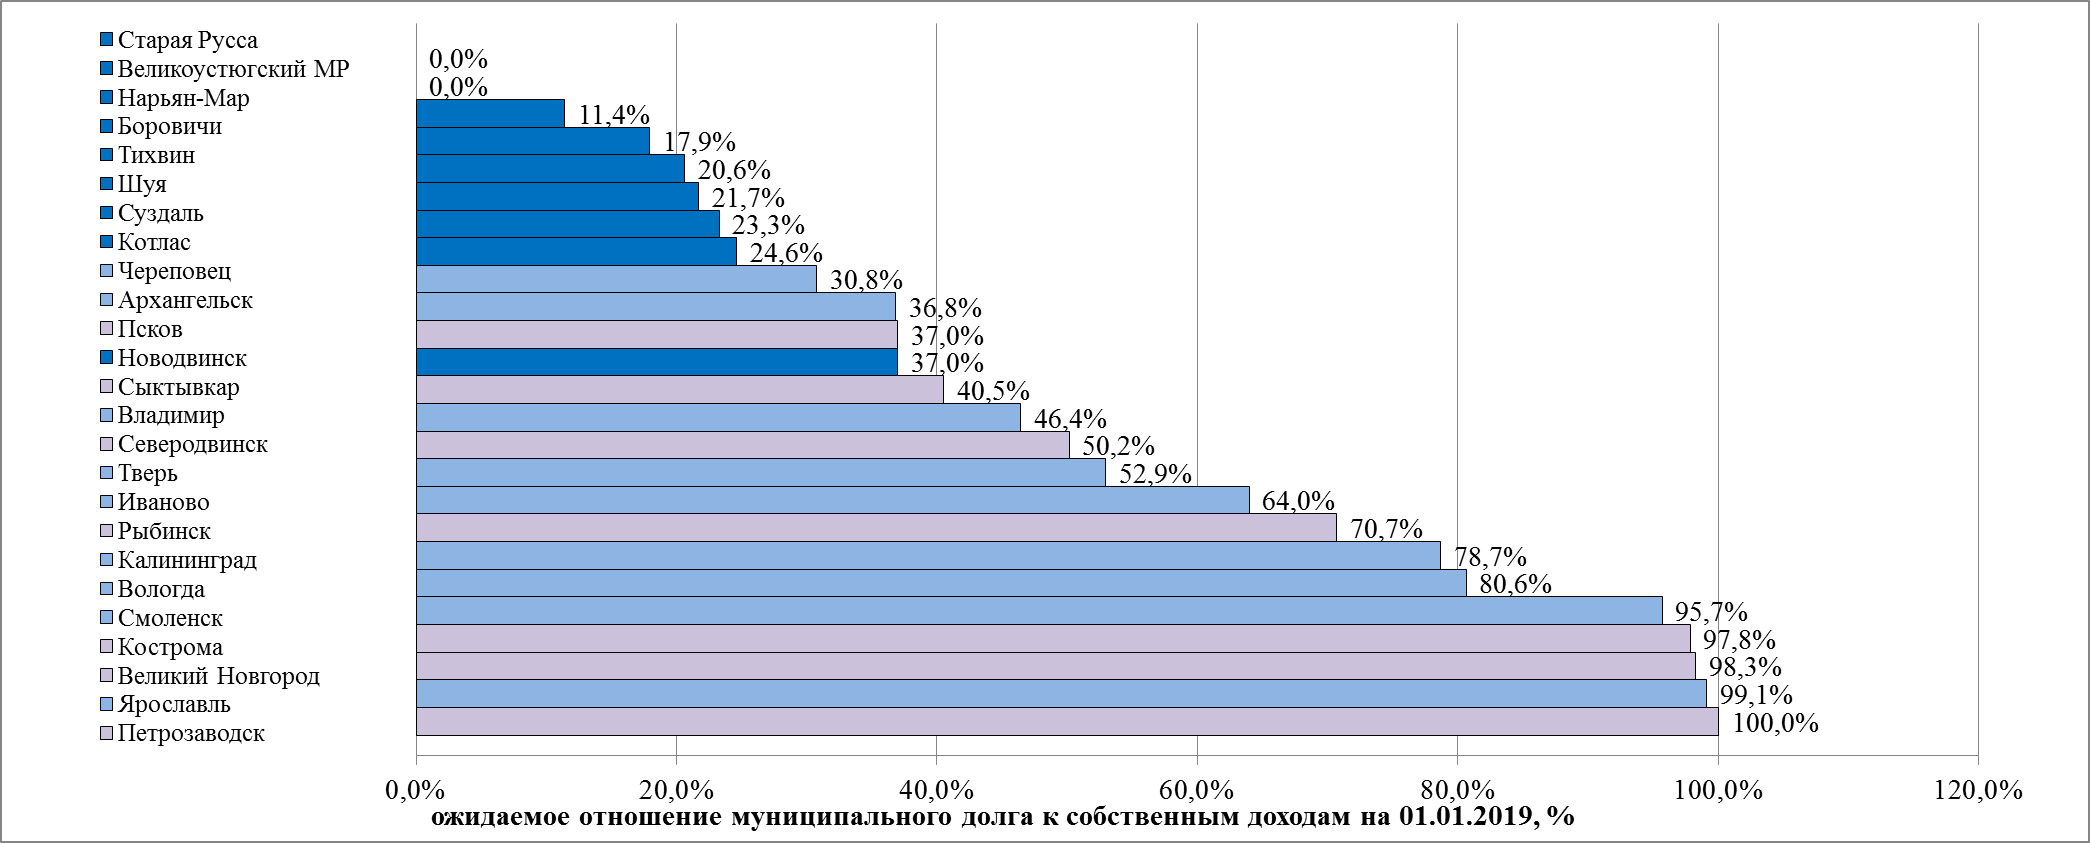 Старая Русса
Великоустюгский МР
Нарьян-Мар
Боровичи
Тихвин
Шуя
Суздаль
Котлас
Череповец
Архангельск
Псков
Новодвинск
Сыктывкар
Владимир
Северодвинск
Тверь
Иваново
Рыбинск
Калининград
Вологда
Смоленск
Кострома
Великий Новгород
Ярославль
Петрозаводск
0,0%
0,0%
11,4%
17,9%
20,6%
21,7%
23,3%
24,6%
30,8%
36,8%
37,0%
37,0%
40,5%
46,4%
50,2%
52,9%
64,0%
70,7%
78,7%
80,6%
95,7%
97,8%
98,3%
99,1%
100,0%
0,0% 20,0% 40,0% 60,0% 80,0% 100,0% 120,0%
ожидаемое отношение муниципального долга к собственным доходам на 01.01.2019, %